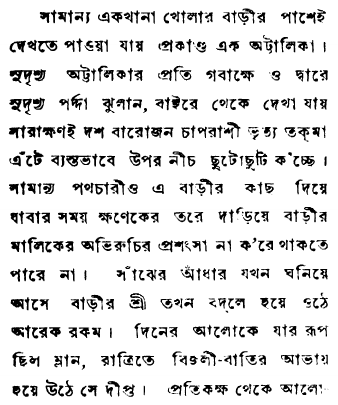 সামান্য একখানা খোলার বাড়ীর পাশেই
দেখতে পাওয়া যায় প্রকাণ্ড এক অট্টালিকা।
সুদৃশ্য অট্টালিকার প্রতি গবাক্ষে ও দ্বারে
সুদৃশ্য পর্দ্দা ঝুলান, বাইরে থেকে দেখা যায়
সারাক্ষণই দশ বারোজন চাপরাশী ভৃত্য তক্‌মা
এঁটে ব্যস্তভাবে উপর নীচ ছুটোছুটি ক'চ্ছে।
সামান্য পথচারীও এ বাড়ীর কাছ দিয়ে
যাবার সময় ক্ষণেকের তরে দাড়িয়ে বাড়ীর
মালিকের অভিরুচির প্রশংসা না ক'রে থাকতে
পারে না। সাঁঝের আঁধার যখন ঘনিয়ে
আসে বাড়ীর শ্রী তখন বদ্‌লে হয়ে ওঠে
আরেক রকম। দিনের আলোকে যার রূপ
ছিল ম্লান, রাত্রিতে বিজলী-বাতির আভায়
হয়ে উঠে সে দীপ্ত। প্রতিকক্ষ থেকে আলো-